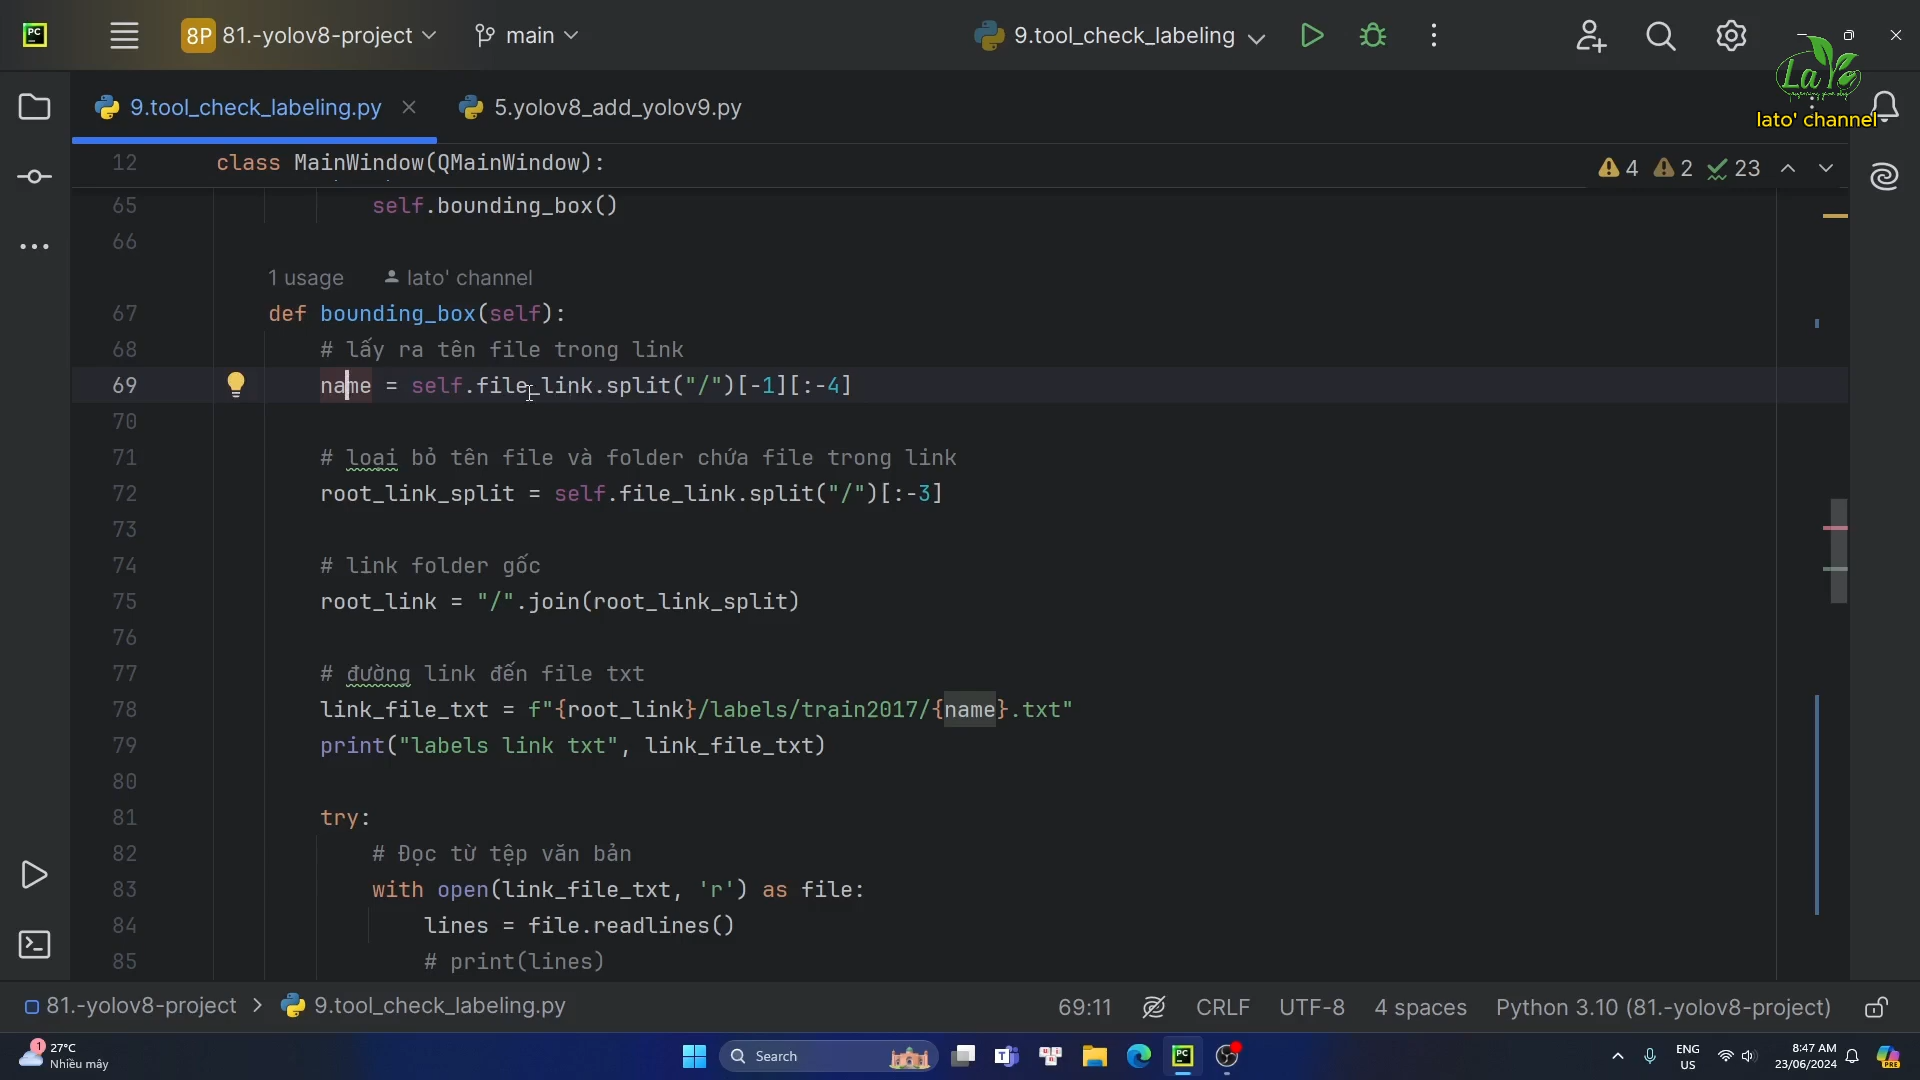 PC
8P 81.-yolov8-project
main
9.tool_check_labeling
LaTo
lato' channel
9.tool_check_labeling.py
5.yolov8_add_yolov9.py
12 class MainWindow(QMainWindow):
4 2 23
65 self.bounding_box()
66
1 usage lato' channel
67 def bounding_box(self):
68 # lấy ra tên file trong link
69 name = self.file_link.split("/")[-1][:-4]
70
71 # loại bỏ tên file và folder chứa file trong link
72 root_link_split = self.file_link.split("/")[:-3]
73
74 # link folder gốc
75 root_link = "/".join(root_link_split)
76
77 # đường link đến file txt
78 link_file_txt = f"{root_link}/labels/train2017/{name}.txt"
79 print("labels link txt", link_file_txt)
80
81 try:
82 # Đọc từ tệp văn bản
83 with open(link_file_txt, 'r') as file:
84 lines = file.readlines()
85 # print(lines)
81.-yolov8-project > 9.tool_check_labeling.py
69:11 CRLF UTF-8 4 spaces Python 3.10 (81.-yolov8-project)
1 27°C
Nhiều mây
Search
PC
ENG
US
8:47 AM
23/06/2024
PRE